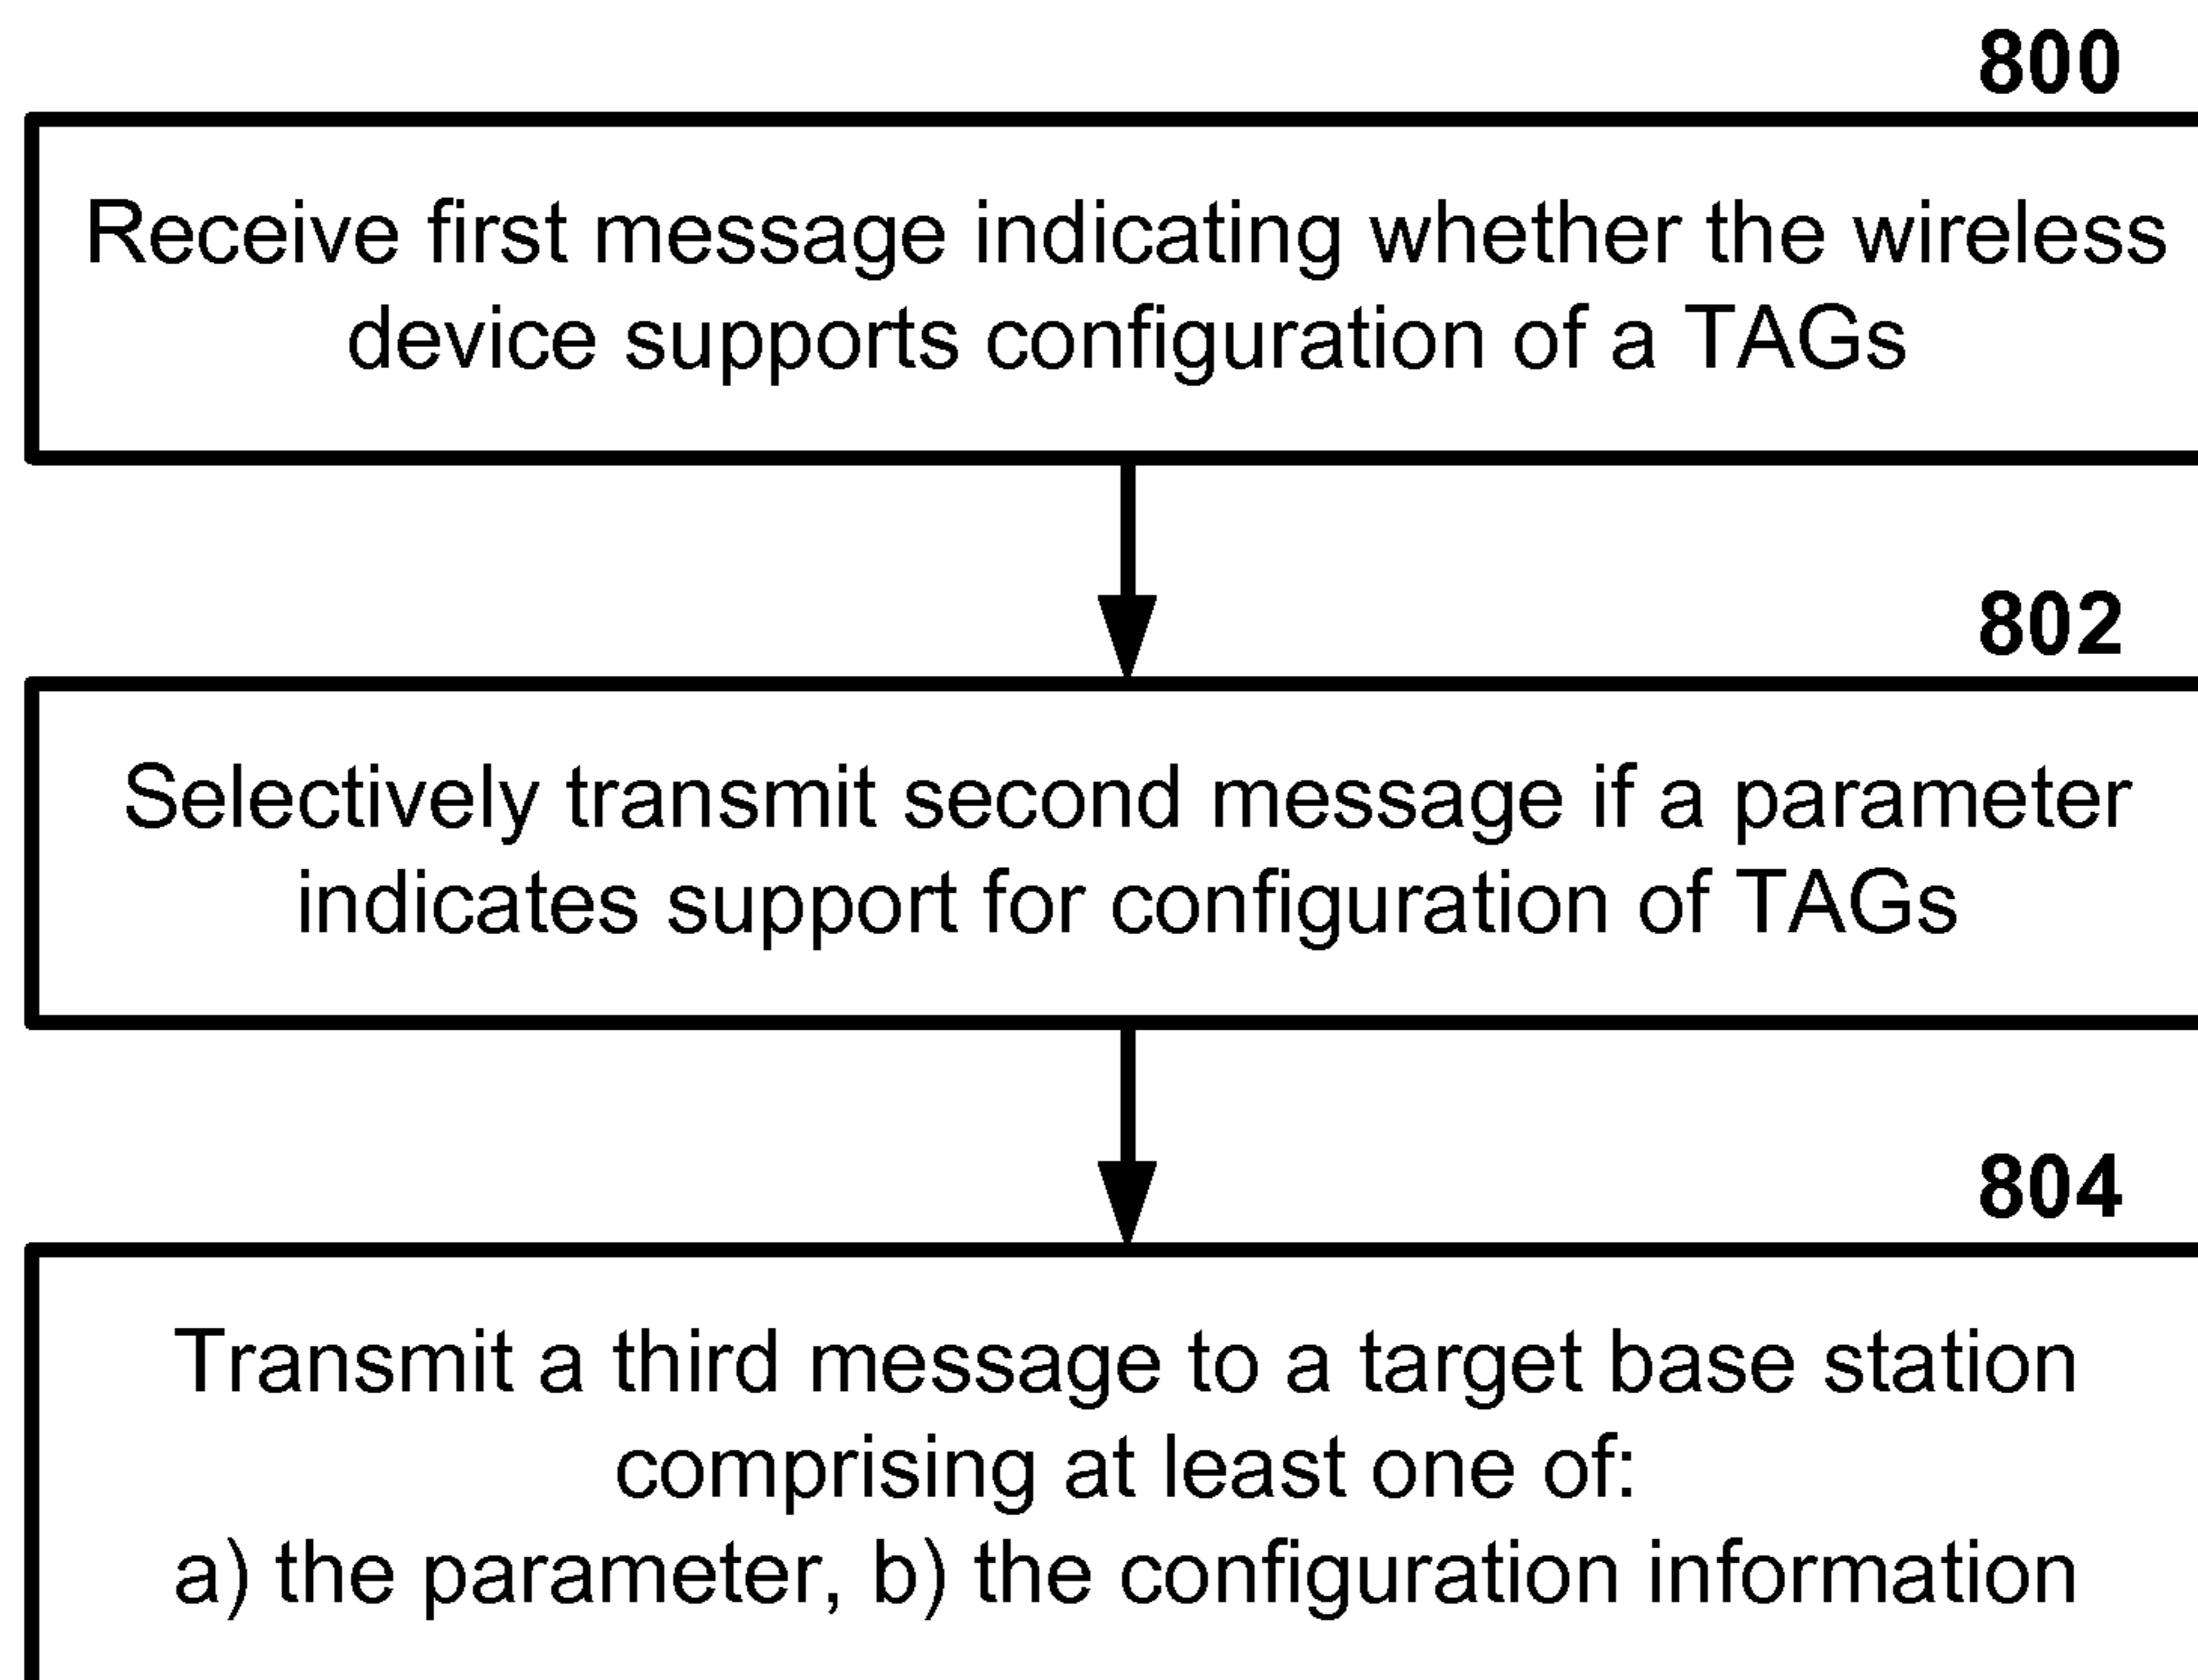 800
Receive first message indicating whether the wireless
device supports configuration of a TAGs
802
Selectively transmit second message if a parameter
indicates support for configuration of TAGs
804
Transmit a third message to a target base station
comprising at least one of:
a) the parameter, b) the configuration information